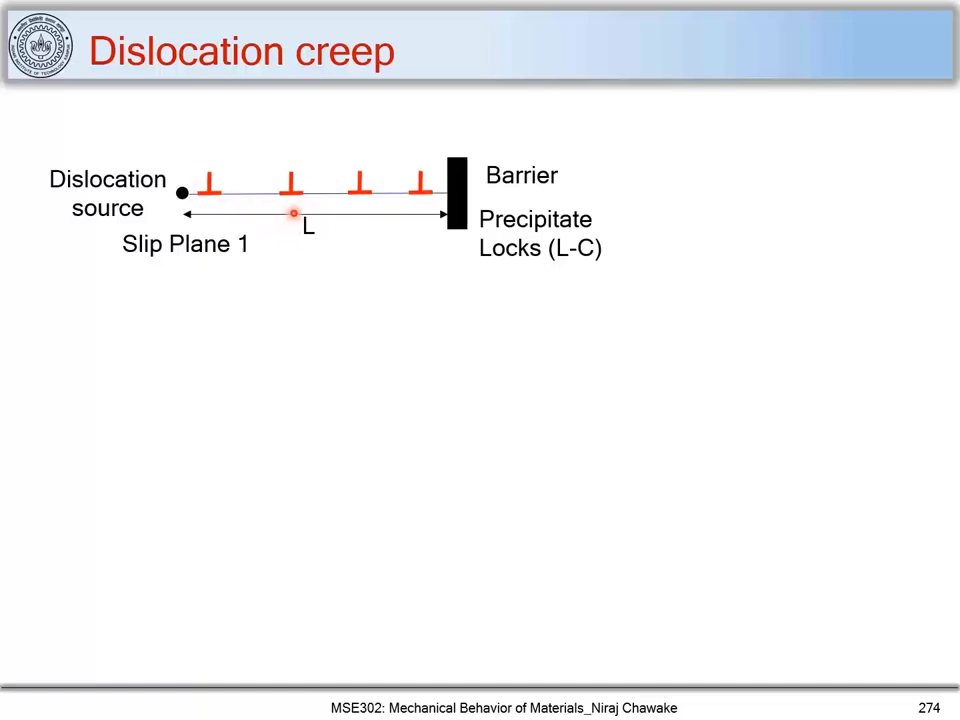 Dislocation creep
Dislocation
source
Barrier
Precipitate
Locks (L-C)
L
Slip Plane 1
MSE302: Mechanical Behavior of Materials_Niraj Chawake
274